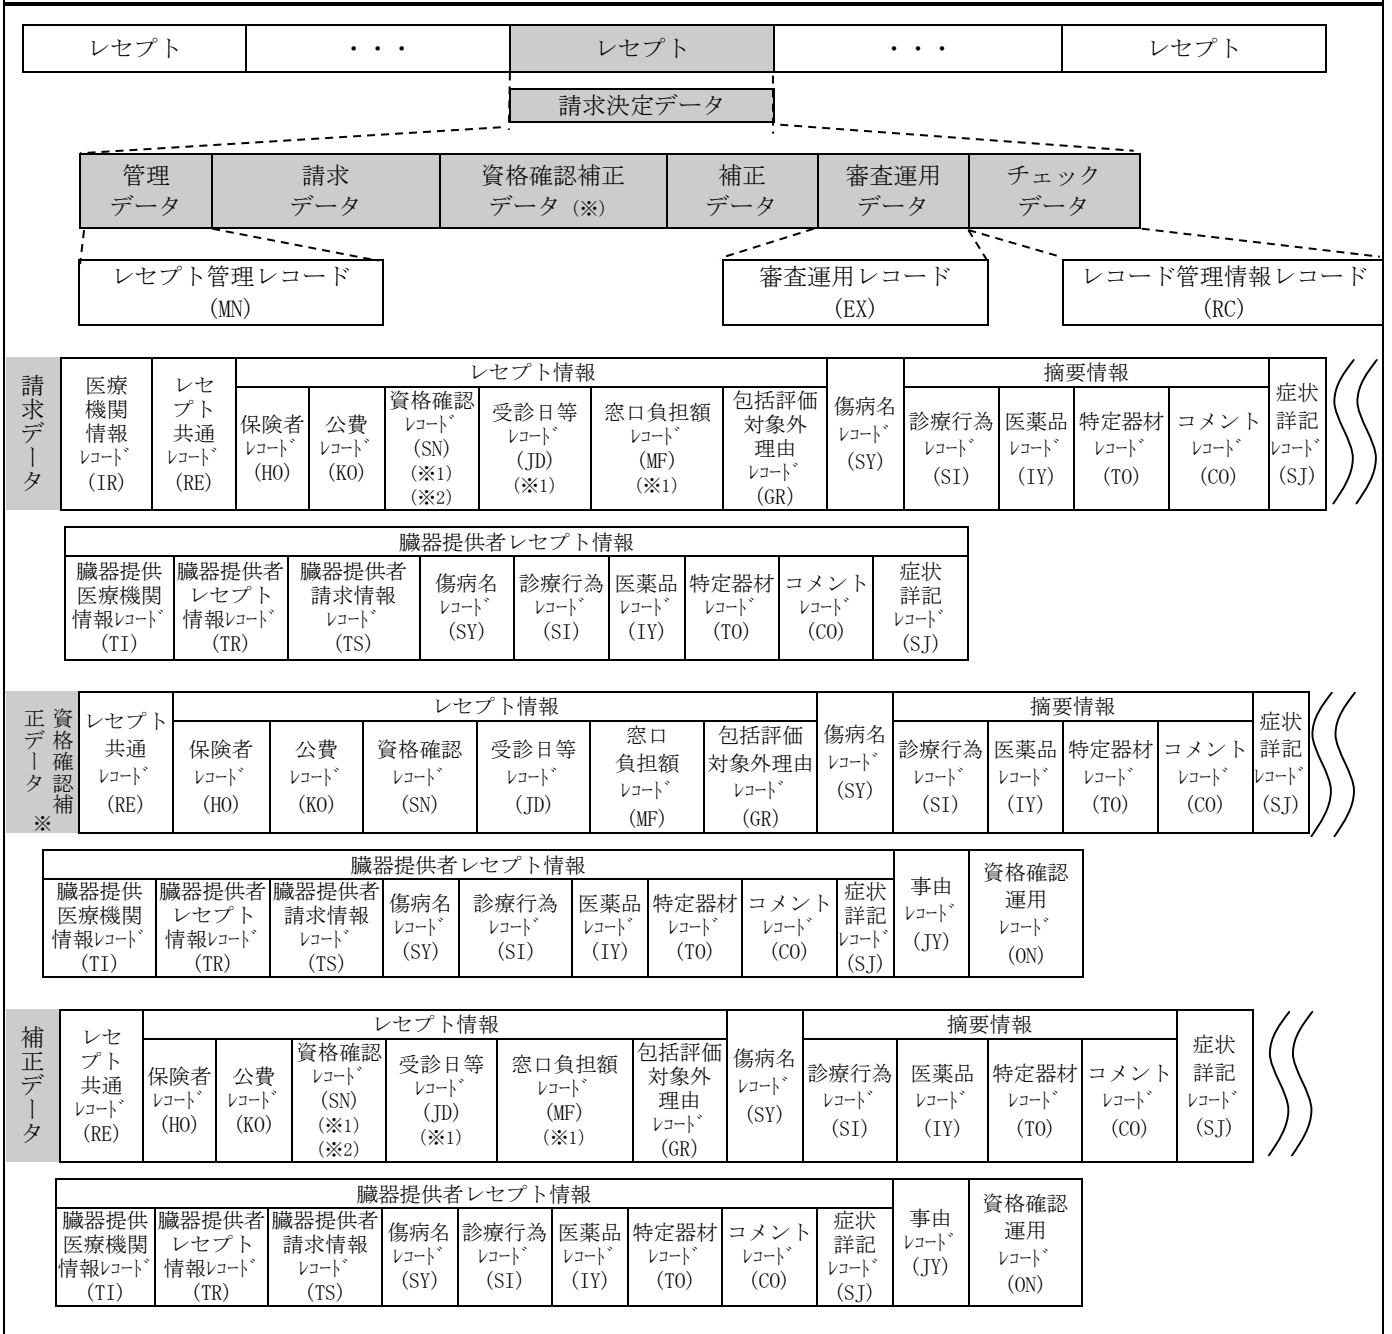 レセプト ・・・ レセプト ・・・ レセプト
請求決定データ
管理 請求 資格確認補正 補正 審査運用 チェック
データ データ データ(※) データ データ データ
レセプト管理レコード
(MN)
審査運用レコード
(EX)
レコード管理情報レコード
(RC)
請求データ
医療
機関
情報
レコード
(IR)
レセ
プト
共通
レコード
(RE)
レセプト情報
保険者
レコード
(HO)
公費
レコード
(KO)
資格確認
レコード
(SN)
(※1)
(※2)
受診日等
レコード
(JD)
(※1)
窓口負担額
レコード
(MF)
(※1)
包括評価
対象外
理由
レコード
(GR)
傷病名
レコード
(SY)
摘要情報
診療行為
レコード
(SI)
医薬品
レコード
(IY)
特定器材
レコード
(TO)
コメント
レコード
(CO)
症状
詳記
レコード
(SJ)
臓器提供者レセプト情報
臓器提供
医療機関
情報レコード
(TI)
臓器提供者
レセプト
情報レコード
(TR)
臓器提供者
請求情報
レコード
(TS)
傷病名
レコード
(SY)
診療行為
レコード
(SI)
医薬品
レコード
(IY)
特定器材
レコード
(TO)
コメント
レコード
(CO)
症状
詳記
レコード
(SJ)
資格確認補
正データ ※
レセプト
共通
レコード
(RE)
レセプト情報
保険者
レコード
(HO)
公費
レコード
(KO)
資格確認
レコード
(SN)
受診日等
レコード
(JD)
窓口
負担額
レコード
(MF)
包括評価
対象外理由
レコード
(GR)
傷病名
レコード
(SY)
摘要情報
診療行為
レコード
(SI)
医薬品
レコード
(IY)
特定器材
レコード
(TO)
コメント
レコード
(CO)
症状
詳記
レコード
(SJ)
臓器提供者レセプト情報
臓器提供
医療機関
情報レコード
(TI)
臓器提供者
レセプト
情報レコード
(TR)
臓器提供者
請求情報
レコード
(TS)
傷病名
レコード
(SY)
診療行為
レコード
(SI)
医薬品
レコード
(IY)
特定器材
レコード
(TO)
コメント
レコード
(CO)
症状
詳記
レコード
(SJ)
事由
レコード
(JY)
資格確認
運用
レコード
(ON)
補正データ
レセ
プト
共通
レコード
(RE)
レセプト情報
保険者
レコード
(HO)
公費
レコード
(KO)
資格確認
レコード
(SN)
(※1)
(※2)
受診日等
レコード
(JD)
(※1)
窓口負担額
レコード
(MF)
(※1)
包括評価
対象外
理由
レコード
(GR)
傷病名
レコード
(SY)
摘要情報
診療行為
レコード
(SI)
医薬品
レコード
(IY)
特定器材
レコード
(TO)
コメント
レコード
(CO)
症状
詳記
レコード
(SJ)
臓器提供者レセプト情報
臓器提供
医療機関
情報レコード
(TI)
臓器提供者
レセプト
情報レコード
(TR)
臓器提供者
請求情報
レコード
(TS)
傷病名
レコード
(SY)
診療行為
レコード
(SI)
医薬品
レコード
(IY)
特定器材
レコード
(TO)
コメント
レコード
(CO)
症状
詳記
レコード
(SJ)
事由
レコード
(JY)
資格確認
運用
レコード
(ON)